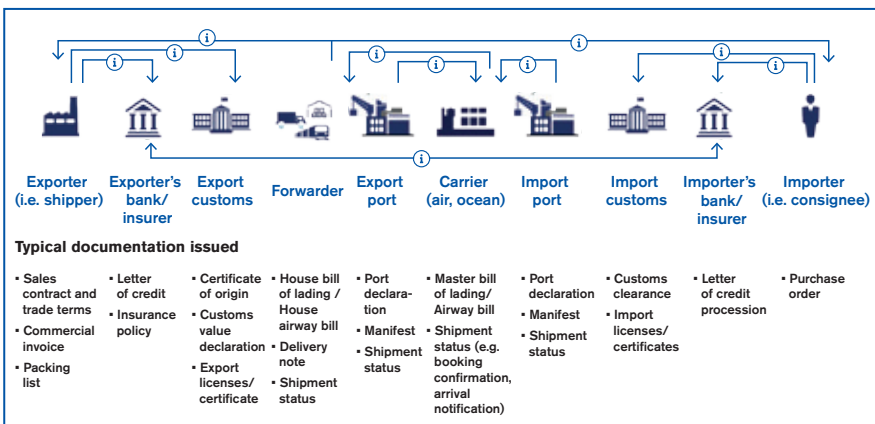 i
i
i
i
i
i
i
i
i
i
i
Exporter
(i.e. shipper)
Exporter's
bank/
insurer
Export
customs
Forwarder
Export
port
Carrier
(air, ocean)
Import
port
Import
customs
Importer's
bank/
insurer
Importer
(i.e. consignee)
Typical documentation issued
▪ Sales
contract and
trade terms
▪ Commercial
invoice
▪ Packing
list
▪ Letter
of credit
▪ Insurance
policy
▪ Certificate
of origin
▪ Customs
value
declaration
▪ Export
licenses/
certificate
▪ House bill
of lading /
House
airway bill
▪ Delivery
note
▪ Shipment
status
▪ Port
declara-
tion
▪ Manifest
▪ Shipment
status
▪ Master bill
of lading/
Airway bill
▪ Shipment
status (e.g.
booking
confirmation,
arrival
notification)
▪ Port
declaration
▪ Manifest
▪ Shipment
status
▪ Customs
clearance
▪ Import
licenses/
certificates
▪ Letter
of credit
procession
▪ Purchase
order